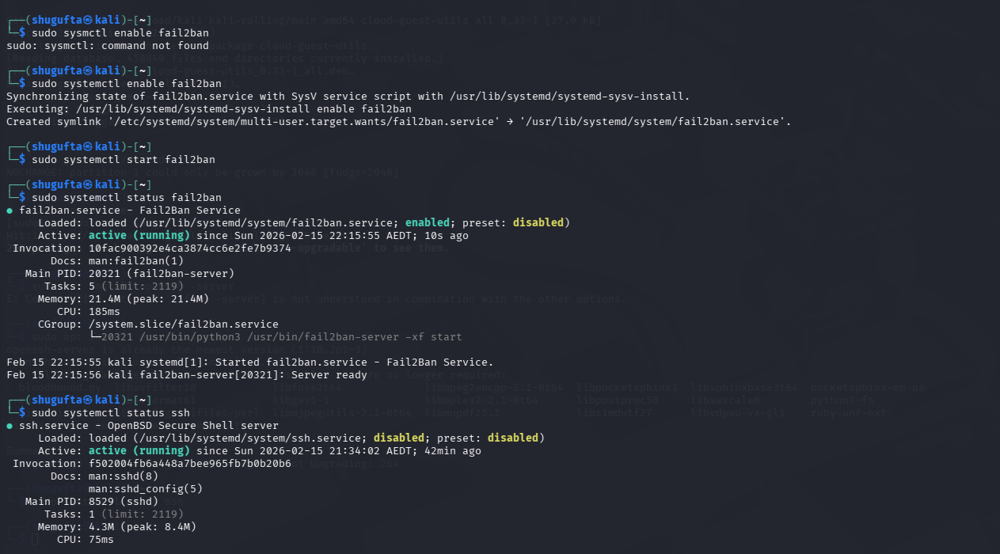 ┌──(shugufta㉿kali)-[~]
└─$ sudo sysmctl enable fail2ban
sudo: sysmctl: command not found
┌──(shugufta㉿kali)-[~]
└─$ sudo systemctl enable fail2ban
Synchronizing state of fail2ban.service with SysV service script with /usr/lib/systemd/systemd-sysv-install.
Executing: /usr/lib/systemd/systemd-sysv-install enable fail2ban
Created symlink '/etc/systemd/system/multi-user.target.wants/fail2ban.service' → '/usr/lib/systemd/system/fail2ban.service'.
┌──(shugufta㉿kali)-[~]
└─$ sudo systemctl start fail2ban
┌──(shugufta㉿kali)-[~]
└─$ sudo systemctl status fail2ban
● fail2ban.service - Fail2Ban Service
Loaded: loaded (/usr/lib/systemd/system/fail2ban.service; enabled; preset: disabled)
Active: active (running) since Sun 2026-02-15 22:15:55 AEDT; 10s ago
Invocation: 10fac900392e4ca3874cc6e2fe7b9374
Docs: man:fail2ban(1)
Main PID: 20321 (fail2ban-server)
Tasks: 5 (limit: 2119)
Memory: 21.4M (peak: 21.4M)
CPU: 185ms
CGroup: /system.slice/fail2ban.service
└─20321 /usr/bin/python3 /usr/bin/fail2ban-server -xf start
Feb 15 22:15:55 kali systemd[1]: Started fail2ban.service - Fail2Ban Service.
Feb 15 22:15:56 kali fail2ban-server[20321]: Server ready
┌──(shugufta㉿kali)-[~]
└─$ sudo systemctl status ssh
● ssh.service - OpenBSD Secure Shell server
Loaded: loaded (/usr/lib/systemd/system/ssh.service; disabled; preset: disabled)
Active: active (running) since Sun 2026-02-15 21:34:02 AEDT; 42min ago
Invocation: f502004fb6a448a7bee965fb7b0b20b6
Docs: man:sshd(8)
man:sshd_config(5)
Main PID: 8529 (sshd)
Tasks: 1 (limit: 2119)
Memory: 4.3M (peak: 8.4M)
CPU: 75ms